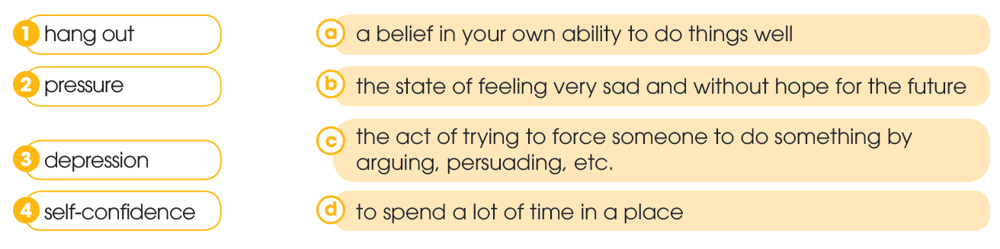 1 hang out
a a belief in your own ability to do things well
2 pressure
b the state of feeling very sad and without hope for the future
3 depression
c the act of trying to force someone to do something by
arguing, persuading, etc.
4 self-confidence
d to spend a lot of time in a place